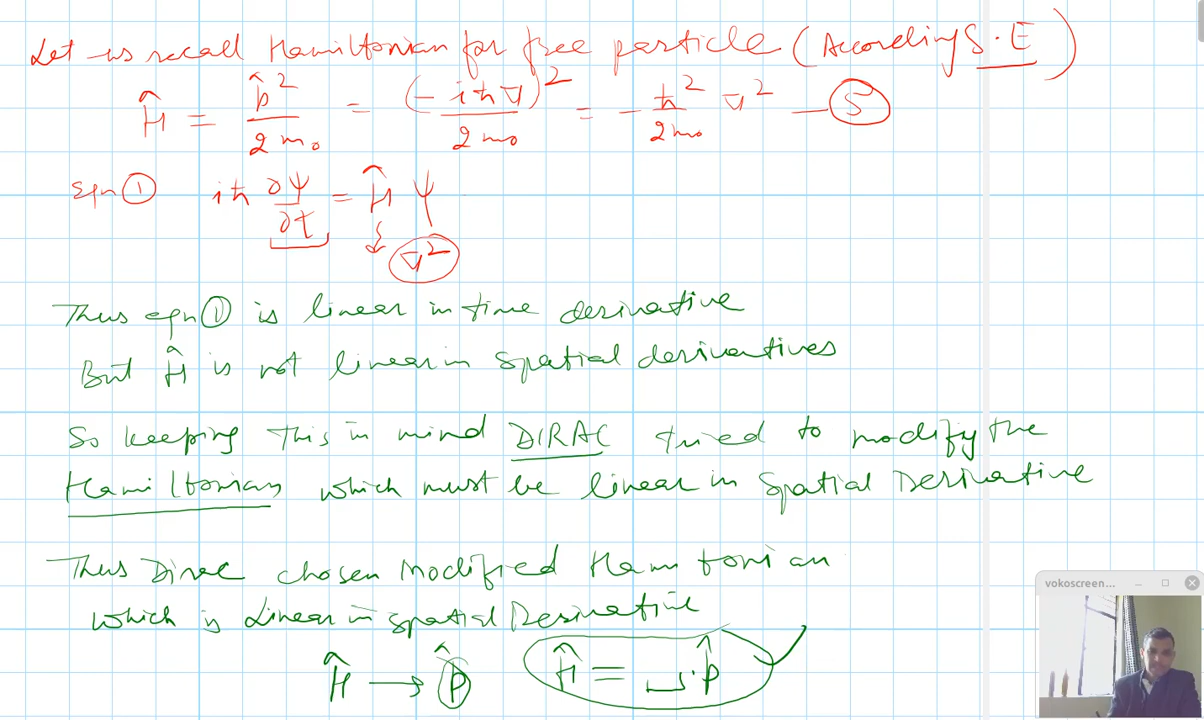 Let us recall Hamiltonian for free particle (According S.E)
Ĥ = p̂²/2m₀ = (-iħ∇)²/2m₀ = -ħ²/2m₀ ∇² — ⑤
Eqn ① iħ ∂Ψ/∂t = Ĥ Ψ
∇²
Thus eqn ① is linear in time derivative
But Ĥ is not linear in spatial derivatives
So keeping this in mind DIRAC tried to modify the
Hamiltonian which must be linear in Spatial Derivative
Thus Dirac chosen Modified Hamiltonian
which is Linear in spatial Derivative
Ĥ → p̂ Ĥ = _.p̂
vokoscreen...